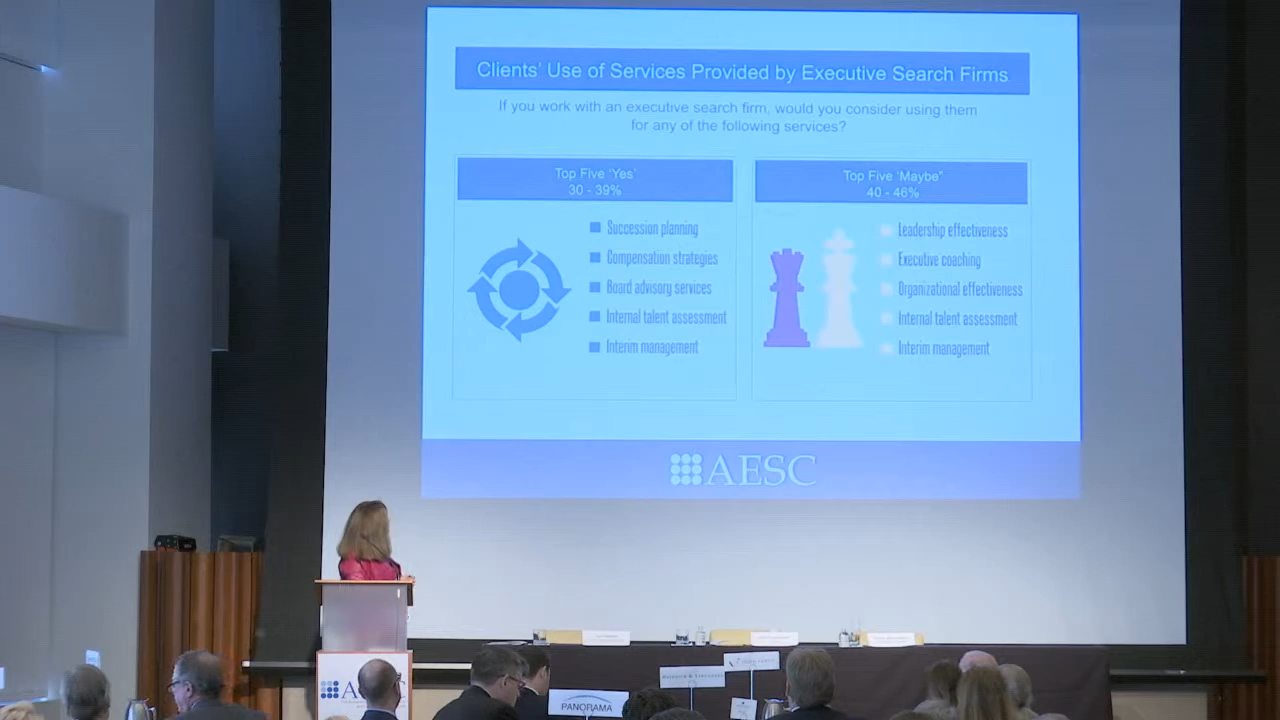 Clients' Use of Services Provided by Executive Search Firms
If you work with an executive search firm, would you consider using them
for any of the following services?
Top Five 'Yes'
30 - 39%
Succession planning
Compensation strategies
Board advisory services
Internal talent assessment
Interim management
Top Five 'Maybe"
40 - 46%
Leadership effectiveness
Executive coaching
Organizational effectiveness
Internal talent assessment
Interim management
AESC
PANORAMA